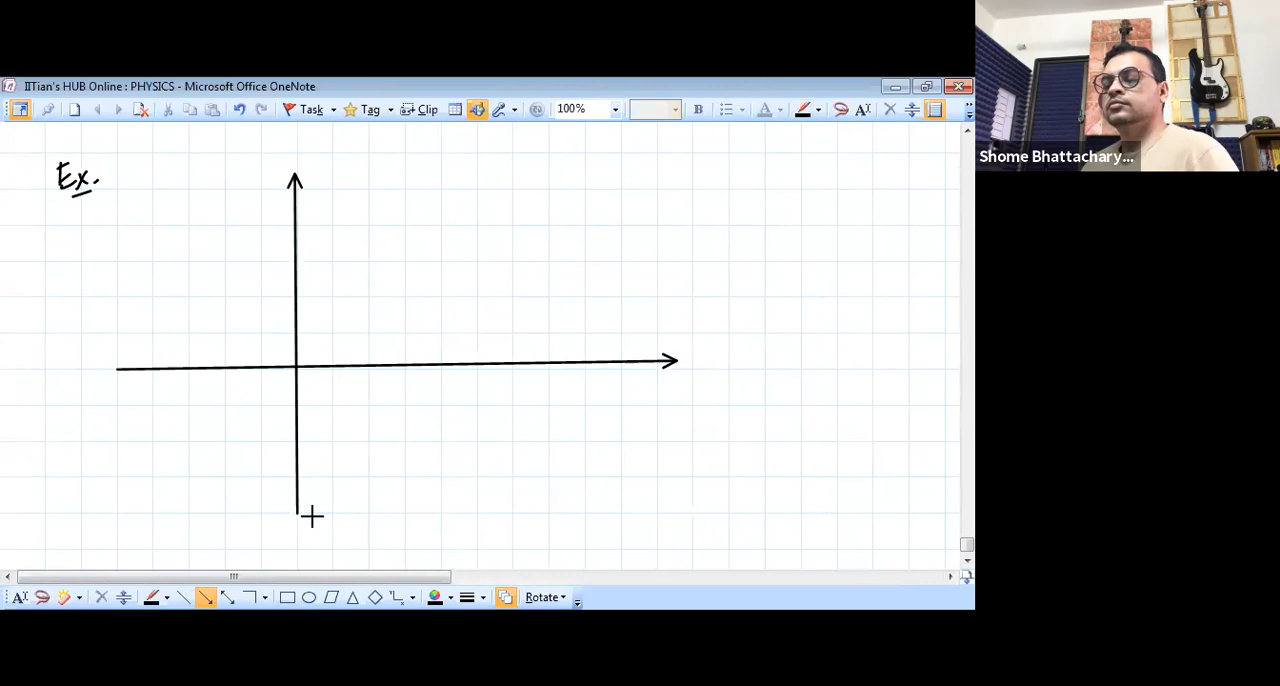 IITian's HUB Online : PHYSICS - Microsoft Office OneNote
Task Tag Clip 100% B A A
Ex.
Shome Bhattachary...
A Rotate